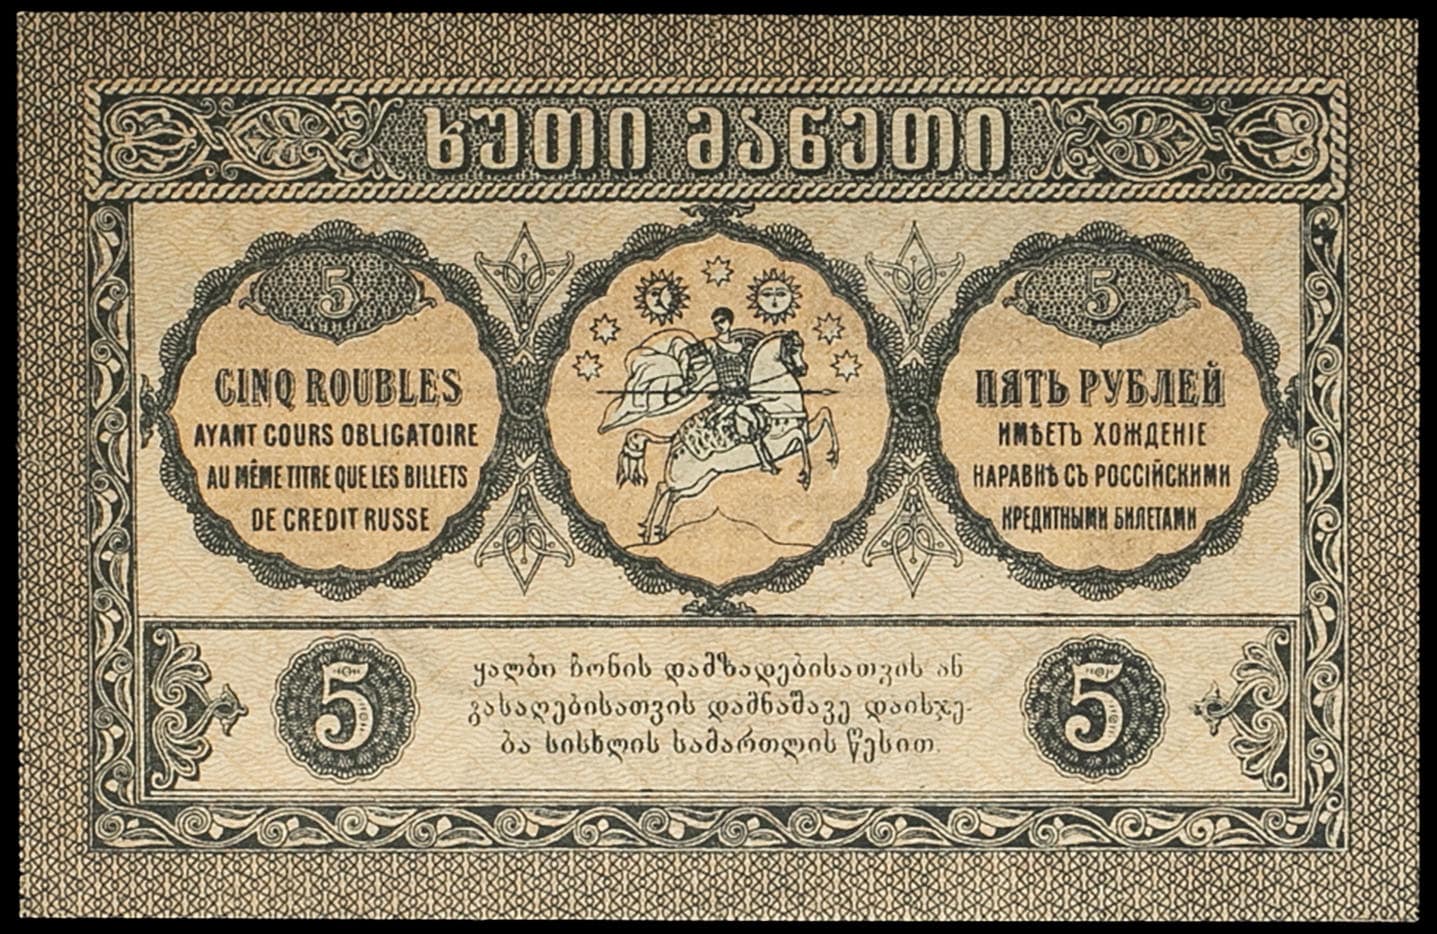 ხუთი მანეთი
5
CINQ ROUBLES
AYANT COURS OBLIGATOIRE
AU MÊME TITRE QUE LES BILLETS
DE CREDIT RUSSE
5
ПЯТЬ РУБЛЕЙ
ИМѢЕТЪ ХОЖДЕНІЕ
НАРАВНѢ СЪ РОССІЙСКИМИ
КРЕДИТНЫМИ БИЛЕТАМИ
5
ყალბი ბონის დამზადებისათვის ან
გასაღებისათვის დამნაშავე დაისჯე-
ბა სისხლის სამართლის წესით.
5